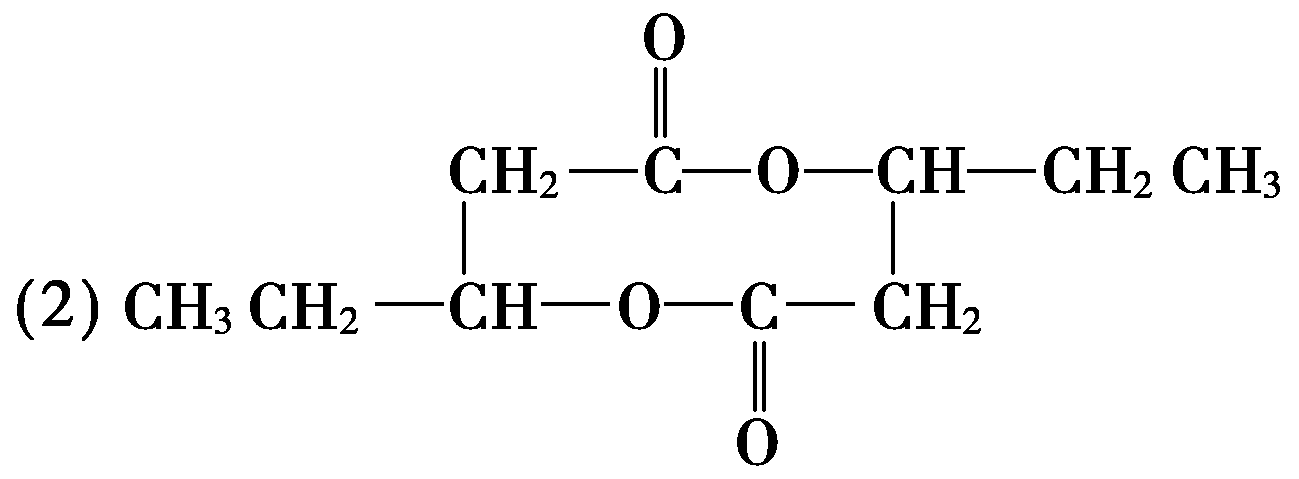 O
CH₂—C—O—CH—CH₂ CH₃
(2) CH₃ CH₂—CH—O—C—CH₂
O